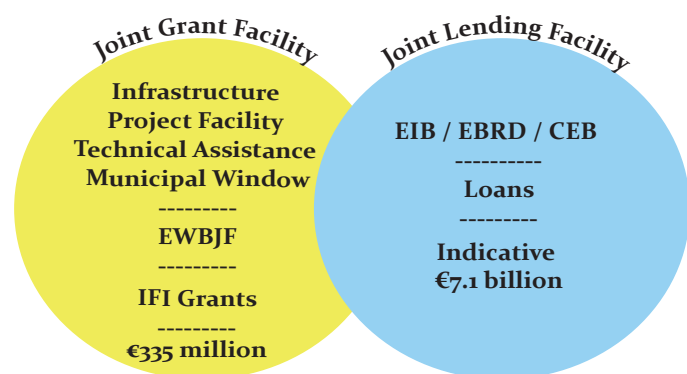 Joint Grant Facility
Infrastructure
Project Facility
Technical Assistance
Municipal Window
---------
EWBJF
---------
IFI Grants
---------
€335 million
Joint Lending Facility
EIB / EBRD / CEB
----------
Loans
---------
Indicative
€7.1 billion